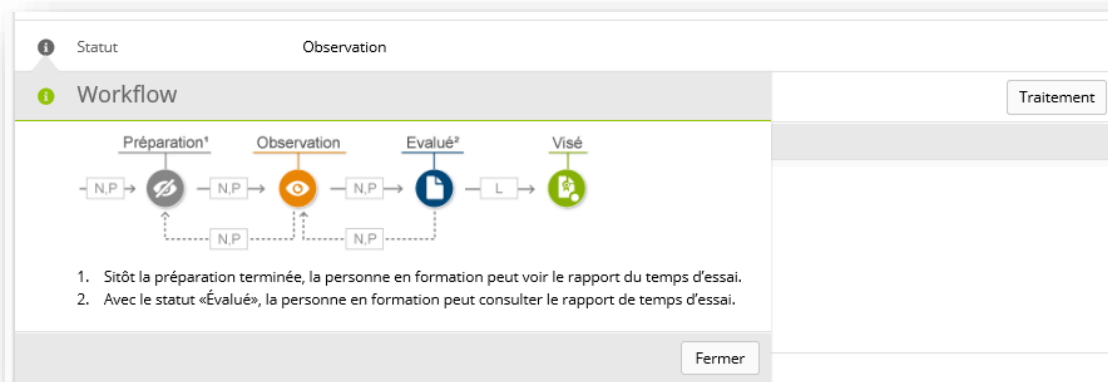 Statut Observation
Workflow
Traitement
Préparation¹ Observation Evalué² Visé
N,P N,P N,P L
N,P N,P
1. Sitôt la préparation terminée, la personne en formation peut voir le rapport du temps d'essai.
2. Avec le statut «Évalué», la personne en formation peut consulter le rapport de temps d'essai.
Fermer